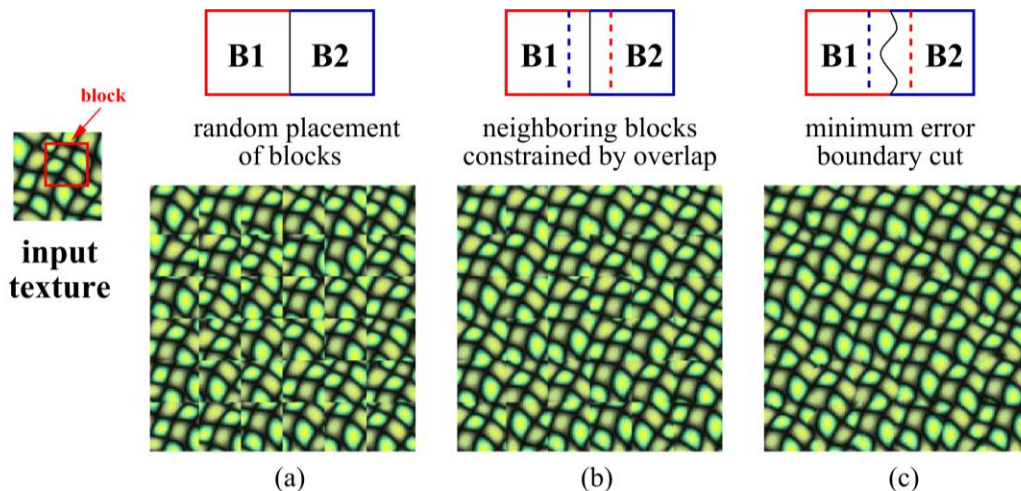 block
input
texture
B1 B2
random placement
of blocks
(a)
B1 B2
neighboring blocks
constrained by overlap
(b)
B1 B2
minimum error
boundary cut
(c)